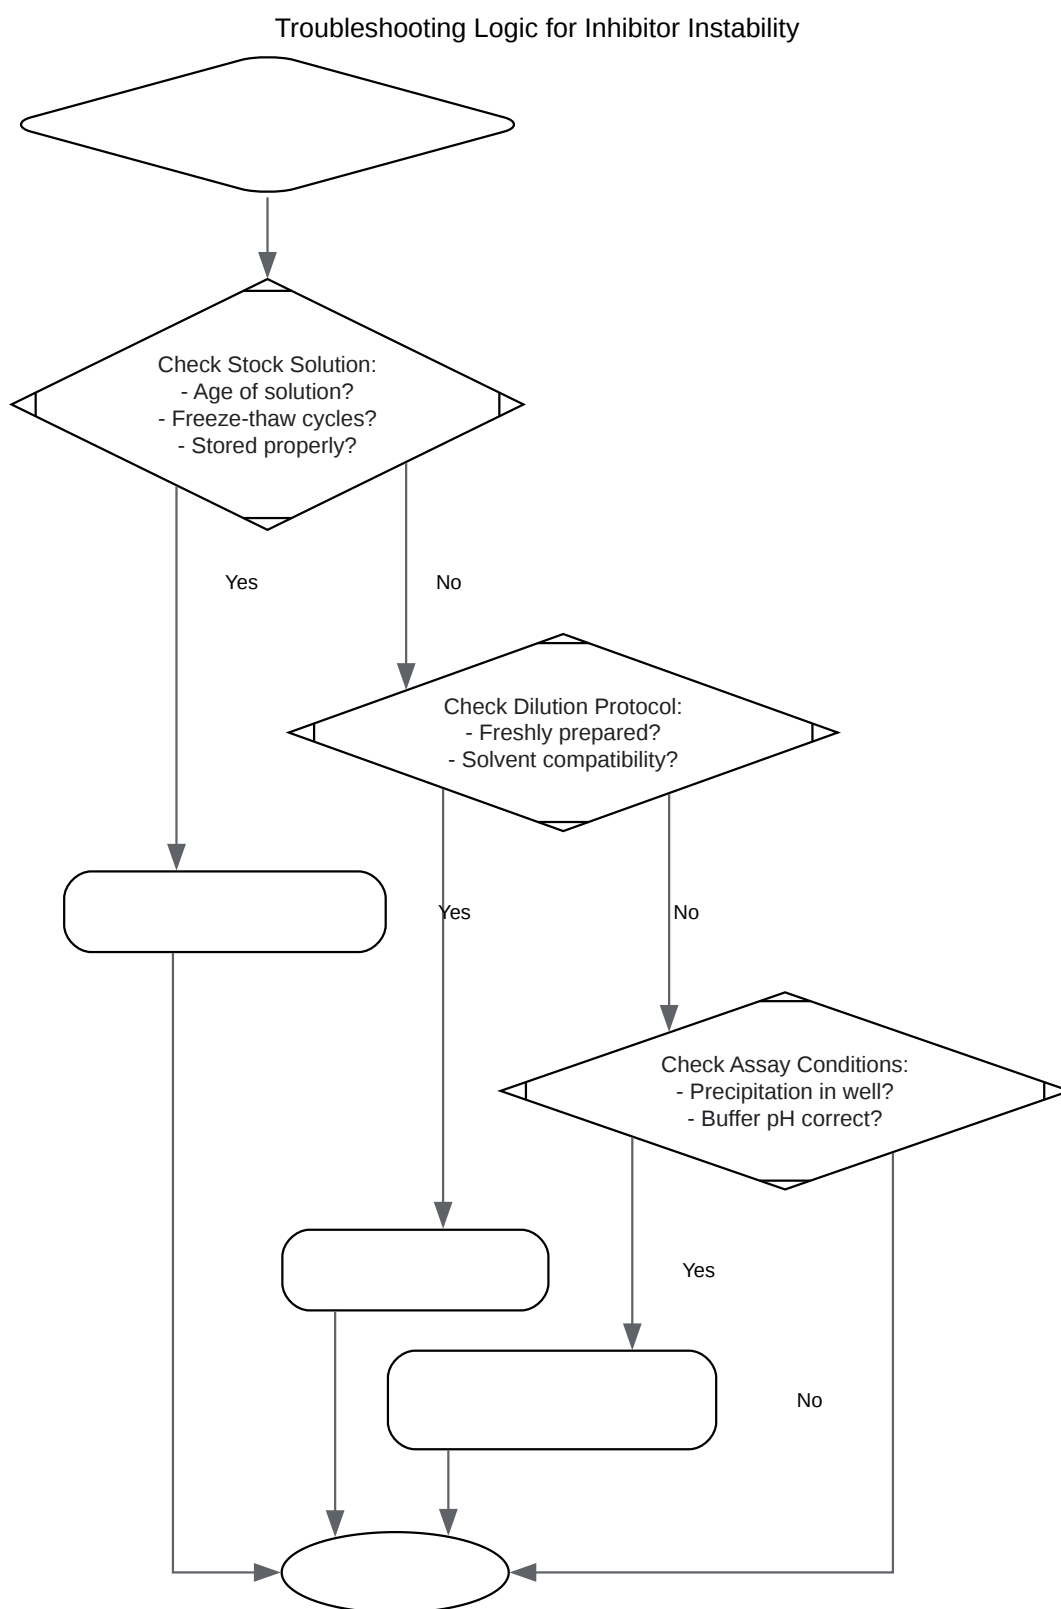 Troubleshooting Logic for Inhibitor Instability
Check Stock Solution:
- Age of solution?
- Freeze-thaw cycles?
- Stored properly?
Yes
No
Check Dilution Protocol:
- Freshly prepared?
- Solvent compatibility?
Yes
No
Check Assay Conditions:
- Precipitation in well?
- Buffer pH correct?
Yes
No